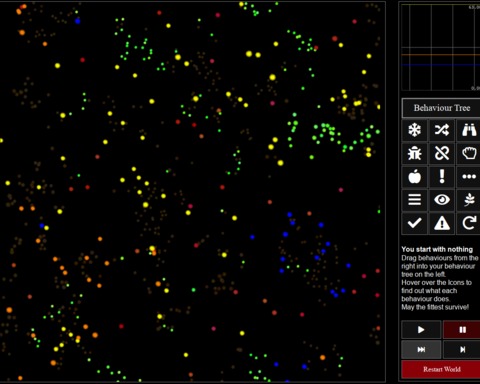 Behaviour Tree
You start with nothing
Drag behaviours from the
right into your behaviour
tree on the left.
Hover over the Icons to
find out what each
behaviour does.
May the fittest survive!
Restart World